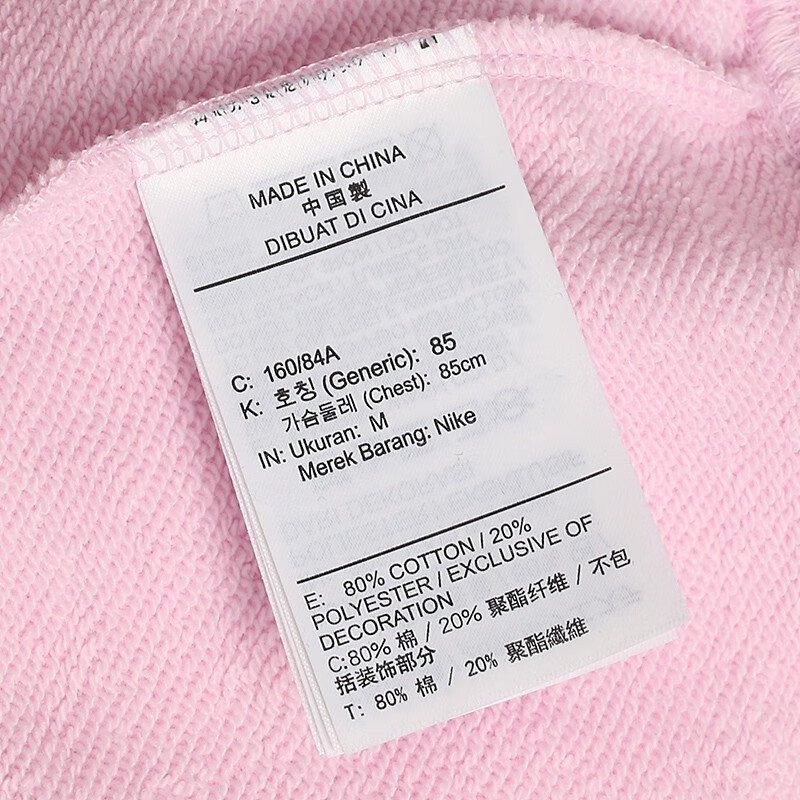 MADE IN CHINA
中国製
DIBUAT DI CINA
C: 160/84A
K: 호칭 (Generic): 85
가슴둘레 (Chest): 85cm
IN: Ukuran: M
Merek Barang: Nike
E: 80% COTTON / 20%
POLYESTER / EXCLUSIVE OF
DECORATION
C:80% 棉 / 20% 聚酯纤维 / 不包
括装饰部分
T: 80% 棉 / 20% 聚酯纖維